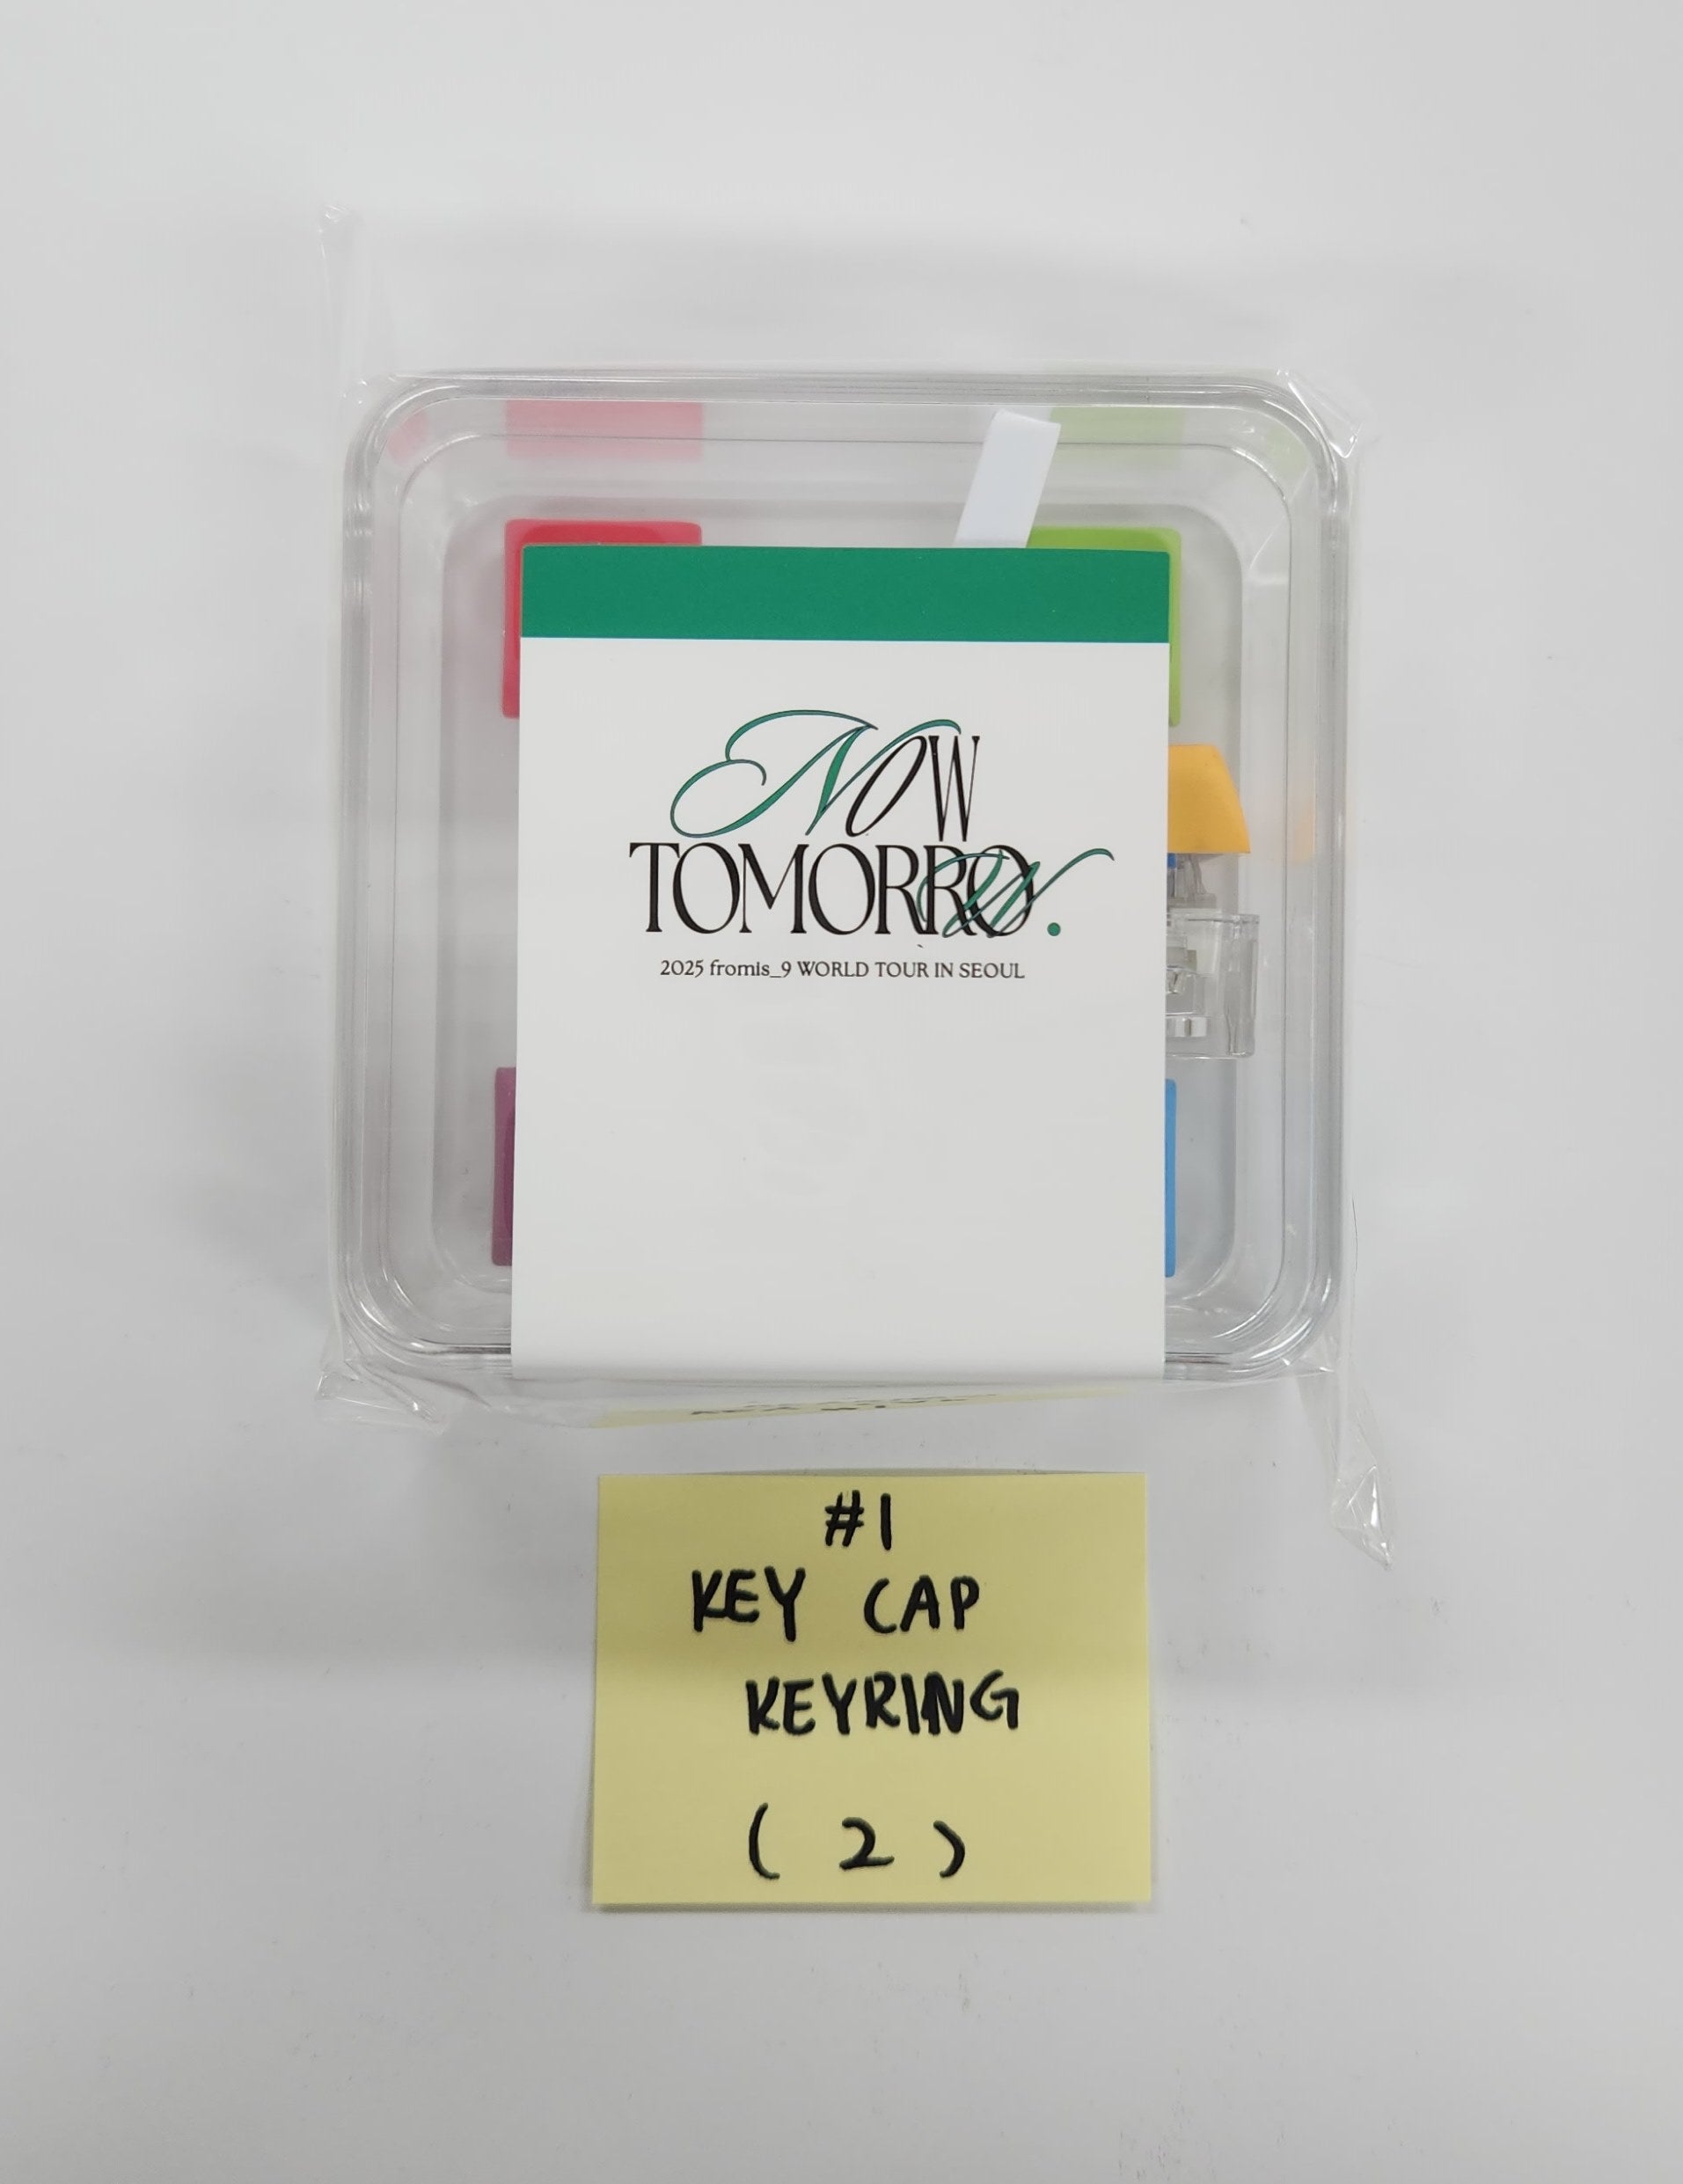 NOW
TOMORROW.
2025 fromis_9 WORLD TOUR IN SEOUL
#1
KEY CAP
KEYRING
(2)